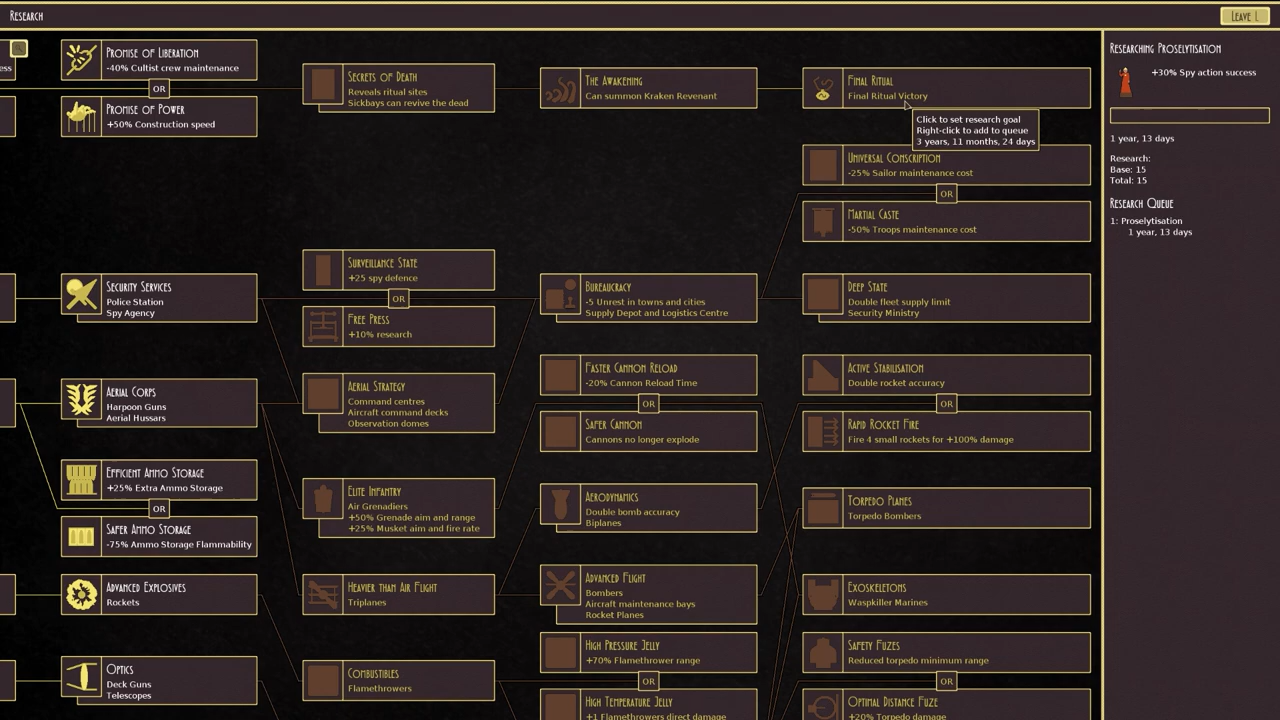 Research
Leave
ess
Promise of Liberation
-40% Cultist crew maintenance
OR
Promise of Power
+50% Construction speed
Security Services
Police Station
Spy Agency
Aerial Corps
Harpoon Guns
Aerial Hussars
Efficient Ammo Storage
+25% Extra Ammo Storage
OR
Safer Ammo Storage
-75% Ammo Storage Flammability
Advanced Explosives
Rockets
Optics
Deck Guns
Telescopes
Secrets of Death
Reveals ritual sites
Sickbays can revive the dead
Surveillance State
+25 spy defence
OR
Free Press
+10% research
Aerial Strategy
Command centres
Aircraft command decks
Observation domes
Elite Infantry
Air Grenadiers
+50% Grenade aim and range
+25% Musket aim and fire rate
Heavier than Air Flight
Triplanes
Combustibles
Flamethrowers
The Awakening
Can summon Kraken Revenant
Bureaucracy
-5 Unrest in towns and cities
Supply Depot and Logistics Centre
Faster Cannon Reload
-20% Cannon Reload Time
OR
Safer Cannon
Cannons no longer explode
Aerodynamics
Double bomb accuracy
Biplanes
Advanced Flight
Bombers
Aircraft maintenance bays
Rocket Planes
High Pressure Jelly
+70% Flamethrower range
OR
High Temperature Jelly
+1 Flamethrowers direct damage
Final Ritual
Final Ritual Victory
Click to set research goal
Right-click to add to queue
3 years, 11 months, 24 days
Universal Conscription
-25% Sailor maintenance cost
OR
Martial Caste
-50% Troops maintenance cost
Deep State
Double fleet supply limit
Security Ministry
Active Stabilisation
Double rocket accuracy
OR
Rapid Rocket Fire
Fire 4 small rockets for +100% damage
Torpedo Planes
Torpedo Bombers
Exoskeletons
Waspkiller Marines
Safety Fuzes
Reduced torpedo minimum range
OR
Optimal Distance Fuze
+20% Torpedo damage
Researching Proselytisation
+30% Spy action success
1 year, 13 days
Research:
Base: 15
Total: 15
Research Queue
1: Proselytisation
1 year, 13 days